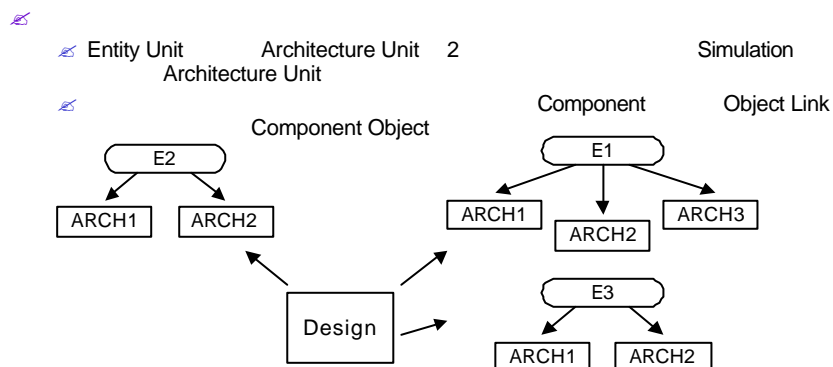 Entity Unit Architecture Unit 2 Simulation
Architecture Unit
Component Object Link
Component Object
E2
ARCH1 ARCH2
E1
ARCH1 ARCH2 ARCH3
Design
E3
ARCH1 ARCH2